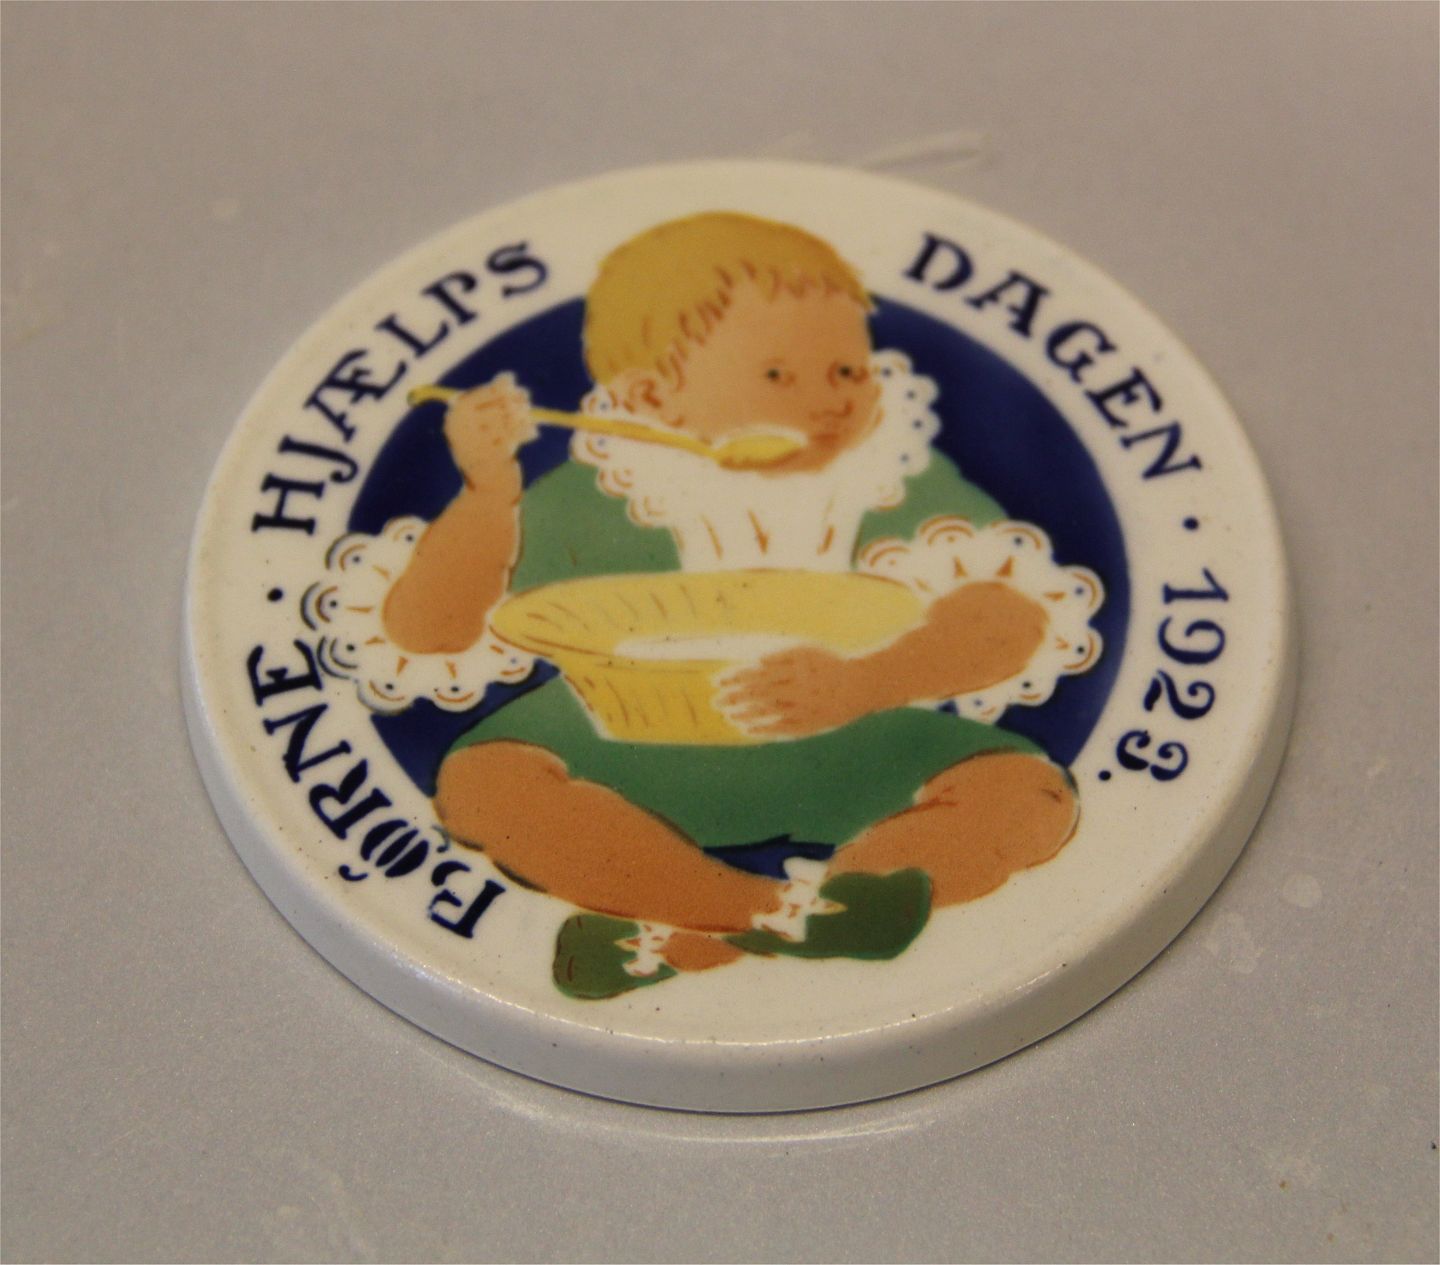 BØRNE · HJÆLPS DAGEN · 1923.